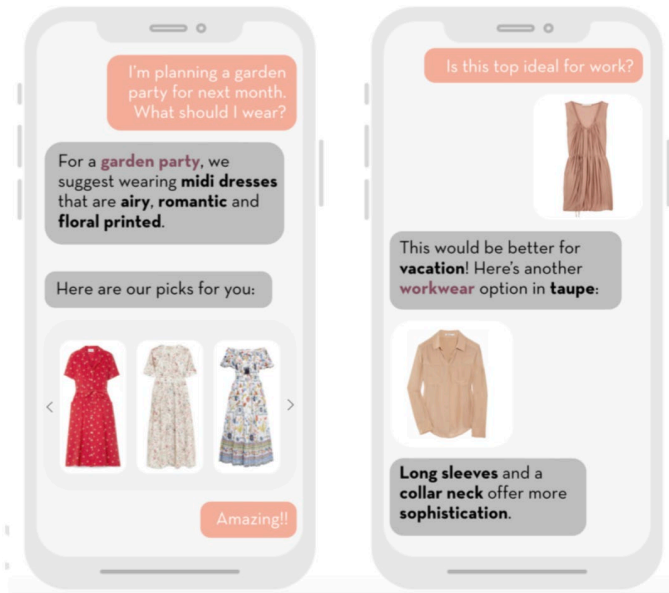 I'm planning a garden
party for next month.
What should I wear?
For a garden party, we
suggest wearing midi dresses
that are airy, romantic and
floral printed.
Here are our picks for you:
Amazing!!
Is this top ideal for work?
This would be better for
vacation! Here's another
workwear option in taupe:
Long sleeves and a
collar neck offer more
sophistication.